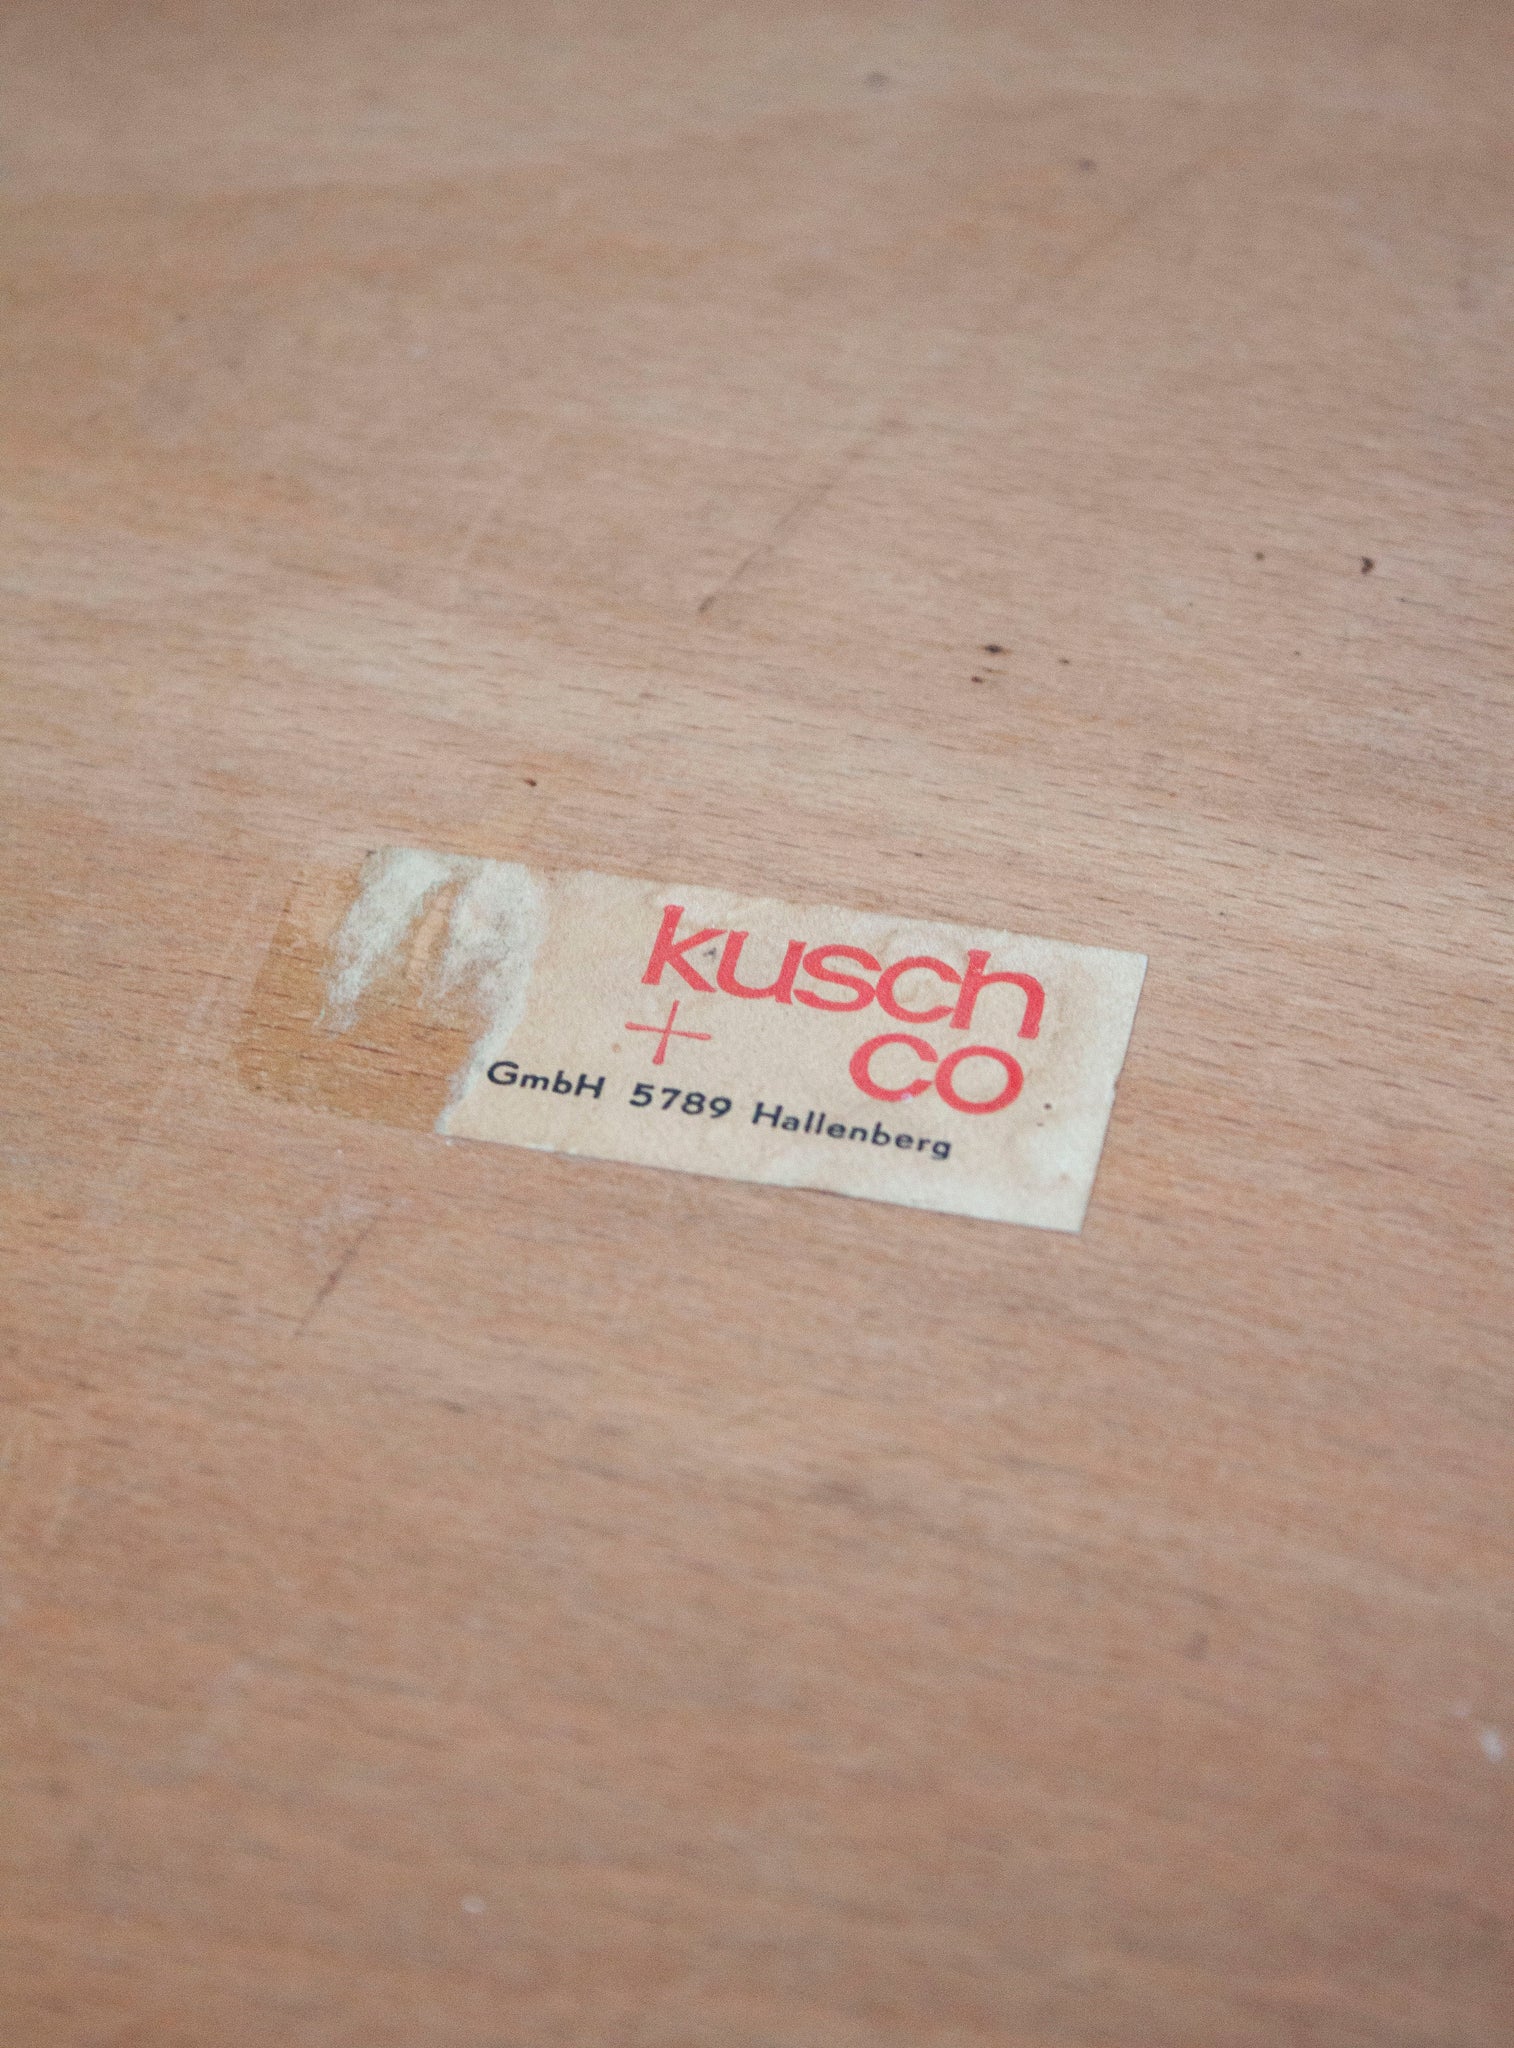 kusch
+ co
GmbH 5789 Hallenberg